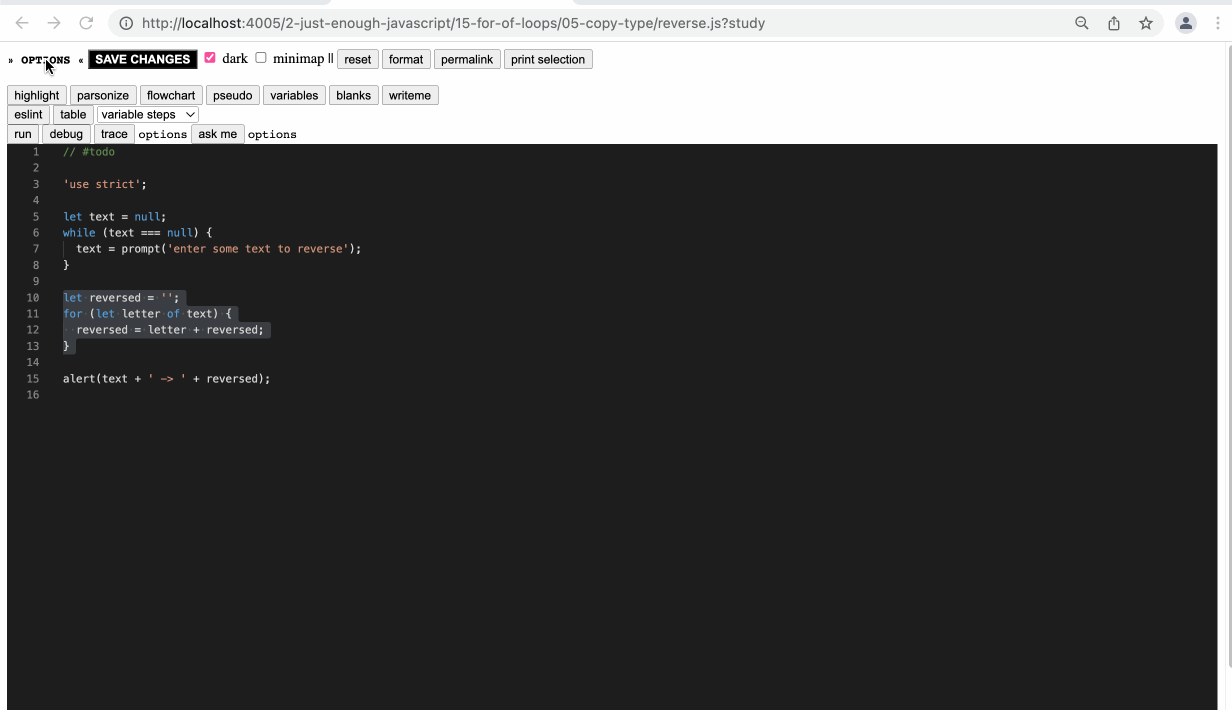 http://localhost:4005/2-just-enough-javascript/15-for-of-loops/05-copy-type/reverse.js?study
» OPTIONS « SAVE CHANGES dark minimap || reset format permalink print selection
highlight parsonize flowchart pseudo variables blanks writeme
eslint table variable steps
run debug trace options ask me options
1 // #todo
2
3 'use strict';
4
5 let text = null;
6 while (text === null) {
7 text = prompt('enter some text to reverse');
8 }
9
10 let reversed = '';
11 for (let letter of text) {
12 reversed = letter + reversed;
13 }
14
15 alert(text + ' -> ' + reversed);
16